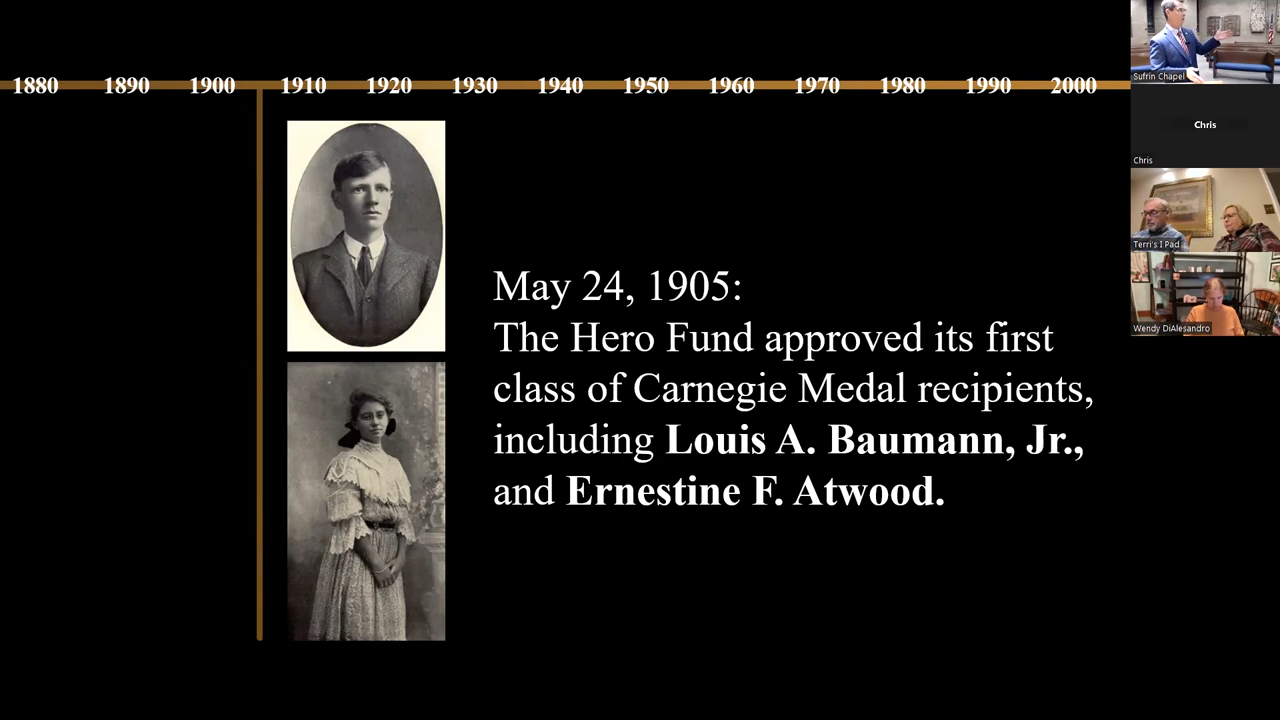 1880 1890 1900 1910 1920 1930 1940 1950 1960 1970 1980 1990 2000
May 24, 1905:
The Hero Fund approved its first
class of Carnegie Medal recipients,
including Louis A. Baumann, Jr.,
and Ernestine F. Atwood.
Sufrin Chapel
Chris
Chris
Terri's I Pad
Wendy DiAlesandro